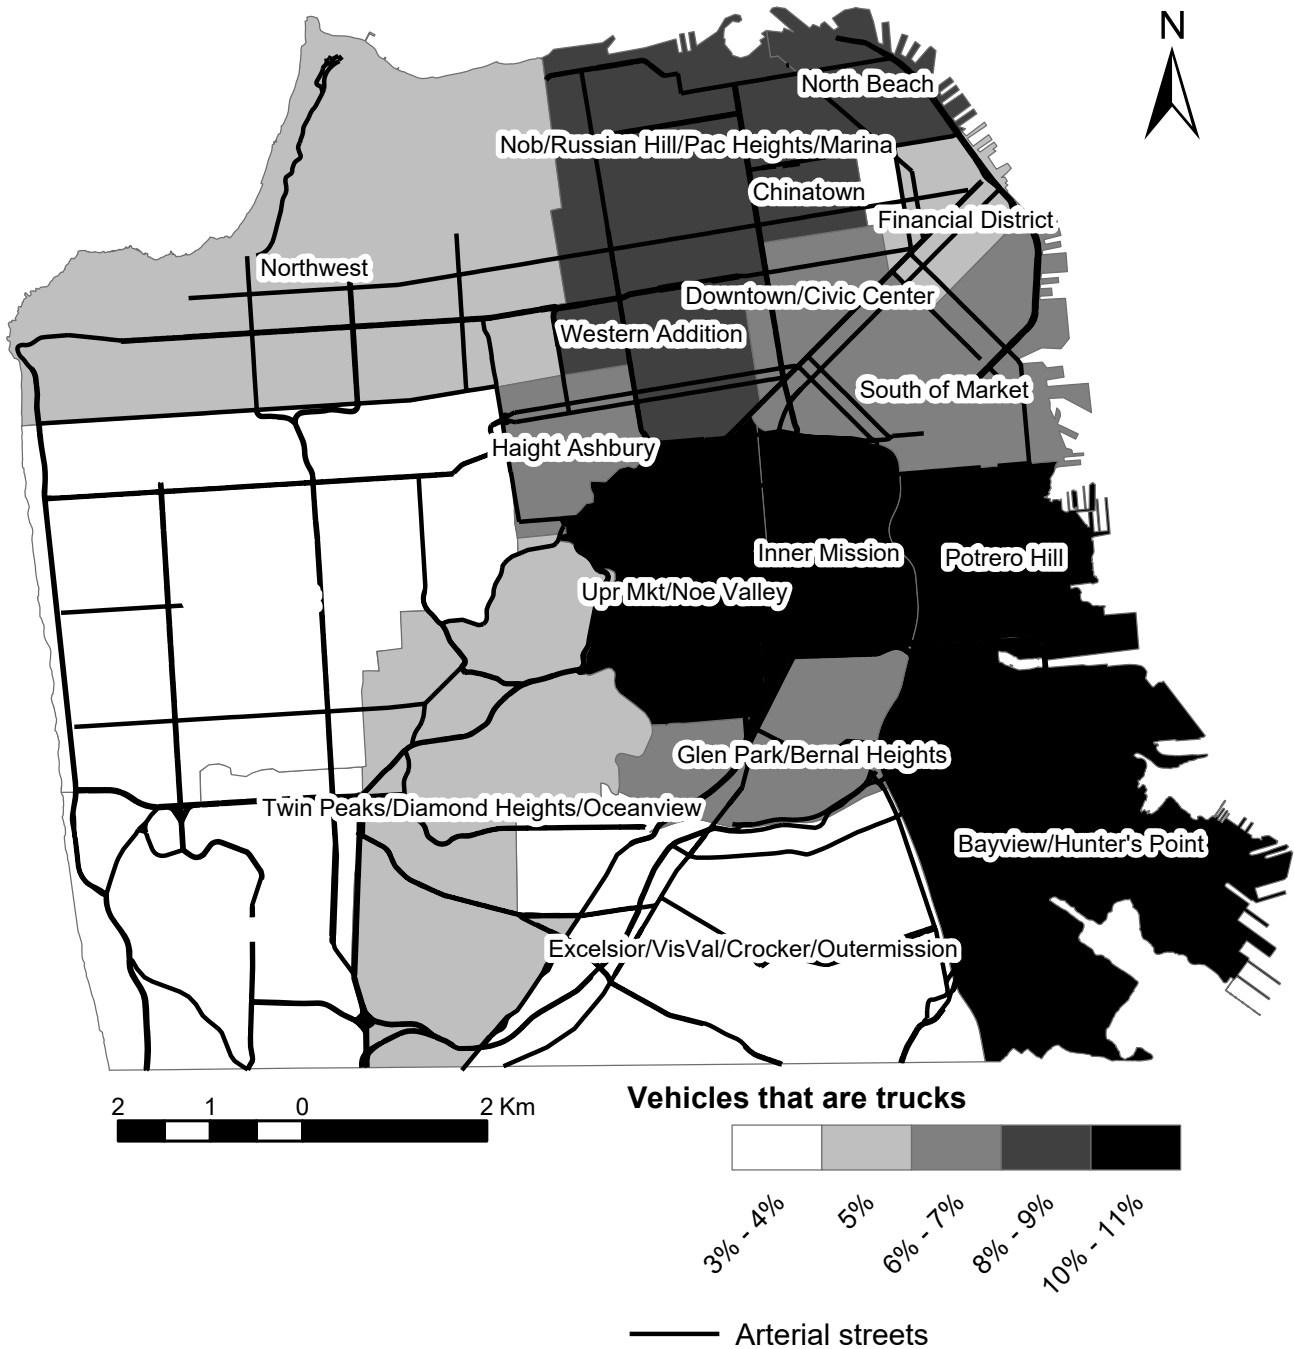 N
North Beach
Nob/Russian Hill/Pac Heights/Marina
Chinatown
Financial District
Northwest
Downtown/Civic Center
Western Addition
South of Market
Haight Ashbury
Inner Mission
Potrero Hill
Upr Mkt/Noe Valley
Glen Park/Bernal Heights
Twin Peaks/Diamond Heights/Oceanview
Bayview/Hunter's Point
Excelsior/VisVal/Crocker/Outermission
2 1 0 2 Km
Vehicles that are trucks
3% - 4%
5%
6% - 7%
8% - 9%
10% - 11%
Arterial streets